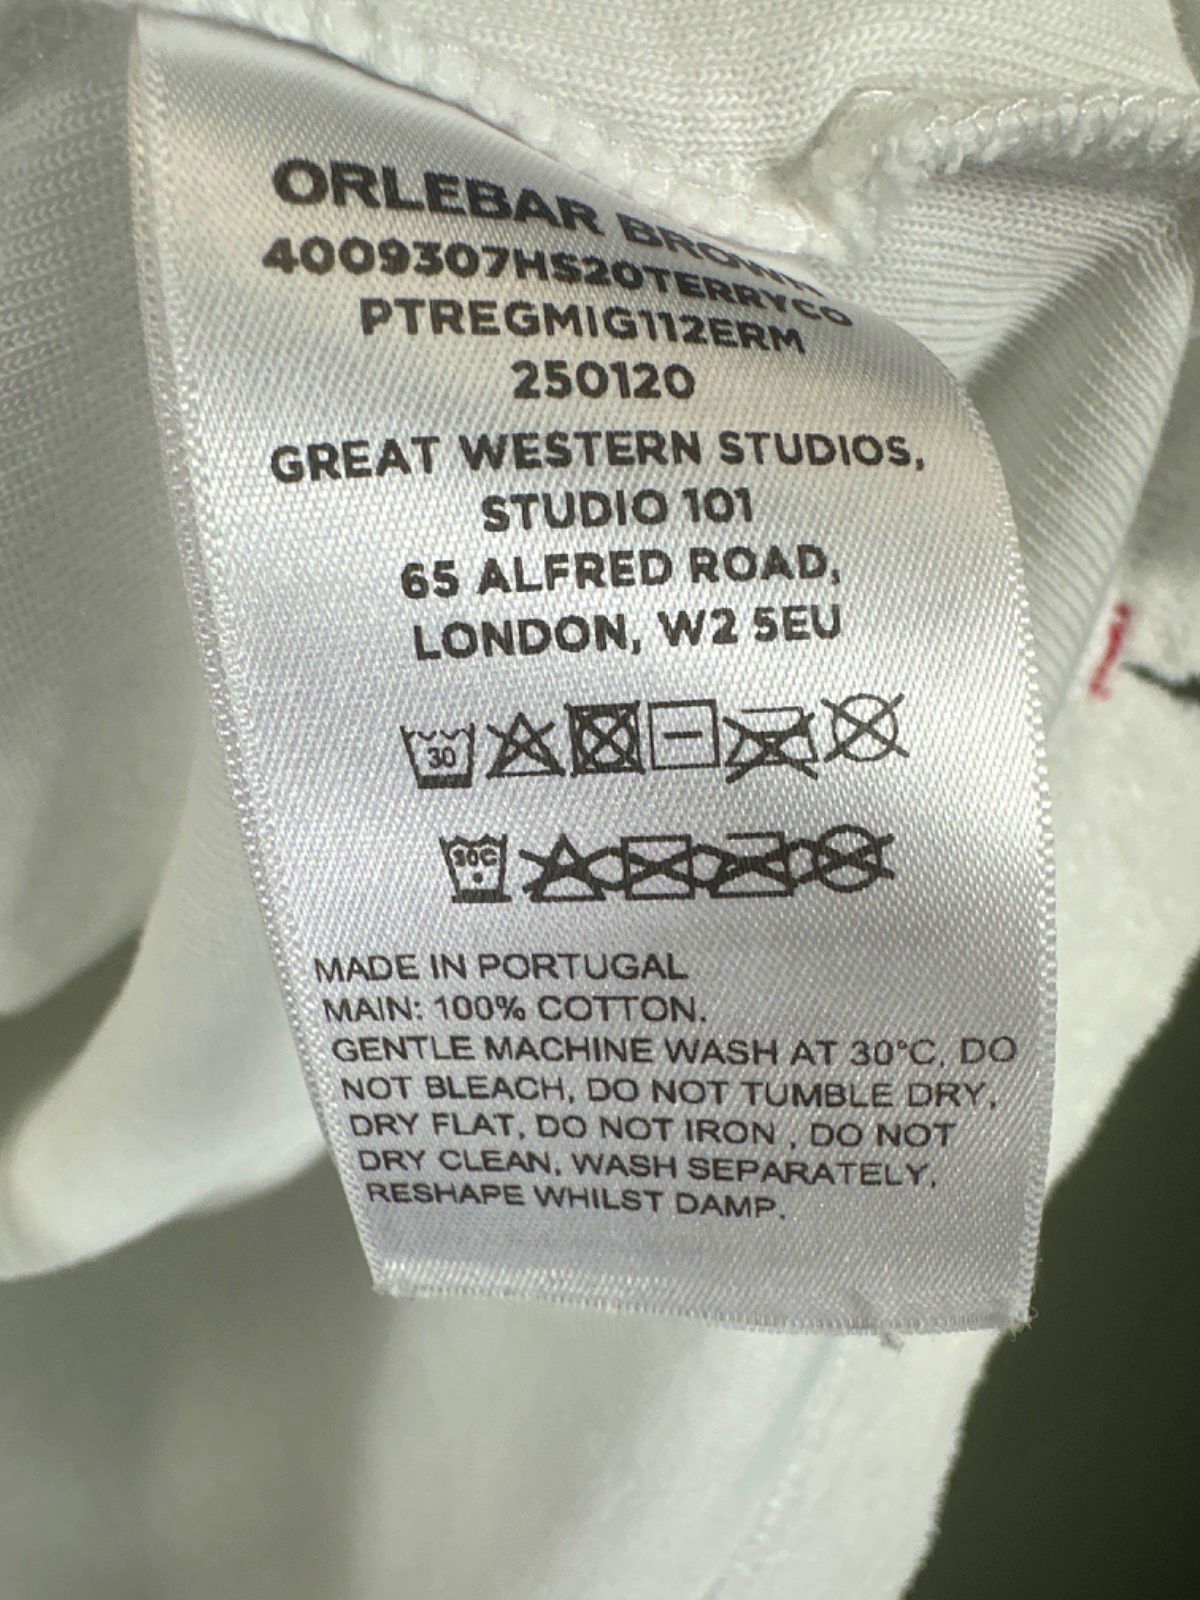 ORLEBAR BROWN
4009307HS20TERRYCO
PTREGMIG112ERM
250120
GREAT WESTERN STUDIOS,
STUDIO 101
65 ALFRED ROAD,
LONDON, W2 5EU
30
30C
MADE IN PORTUGAL
MAIN: 100% COTTON.
GENTLE MACHINE WASH AT 30°C, DO
NOT BLEACH, DO NOT TUMBLE DRY,
DRY FLAT, DO NOT IRON , DO NOT
DRY CLEAN, WASH SEPARATELY,
RESHAPE WHILST DAMP.